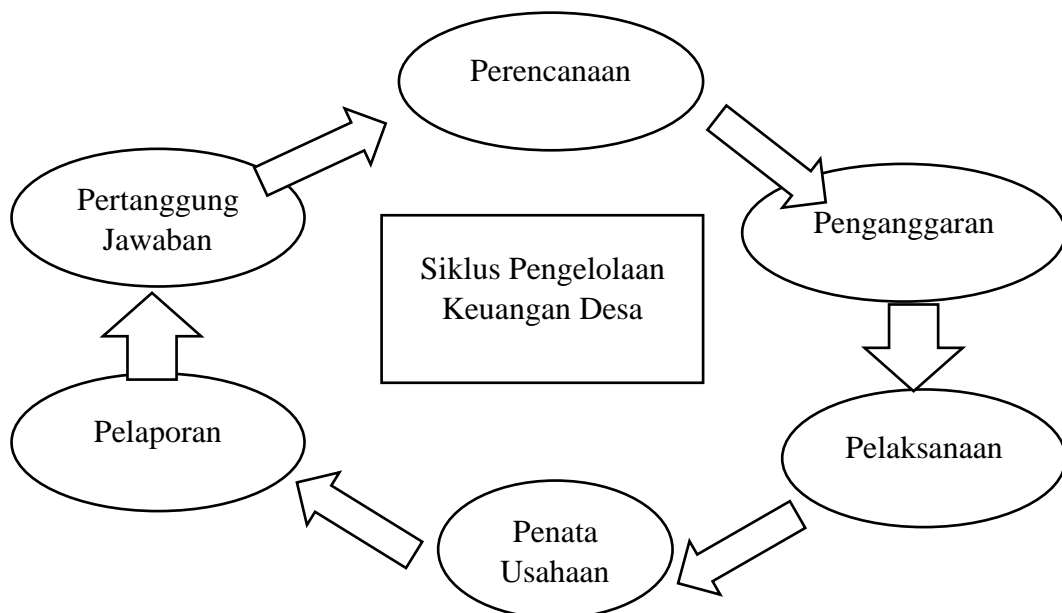 Perencanaan
Penganggaran
Pelaksanaan
Penata
Usahaan
Pelaporan
Pertanggung
Jawaban
Siklus Pengelolaan
Keuangan Desa